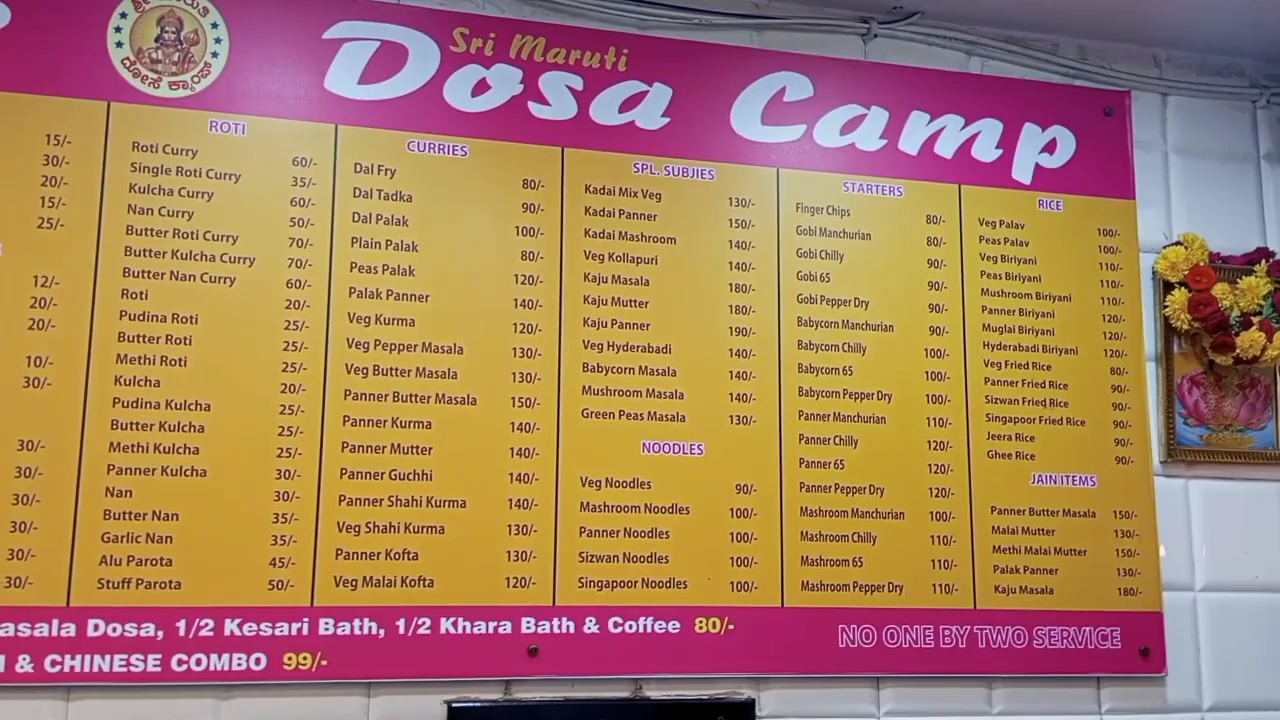 ಶ್ರೀ ಮಾರುತಿ
ದೋಸೆ ಕ್ಯಾಂಪ್
Sri Maruti
Dosa Camp
15/-
30/-
20/-
15/-
25/-
12/-
20/-
20/-
10/-
30/-
30/-
30/-
30/-
30/-
30/-
30/-
ROTI
Roti Curry 60/-
Single Roti Curry 35/-
Kulcha Curry 60/-
Nan Curry 50/-
Butter Roti Curry 70/-
Butter Kulcha Curry 70/-
Butter Nan Curry 60/-
Roti 20/-
Pudina Roti 25/-
Butter Roti 25/-
Methi Roti 25/-
Kulcha 20/-
Pudina Kulcha 25/-
Butter Kulcha 25/-
Methi Kulcha 25/-
Panner Kulcha 30/-
Nan 30/-
Butter Nan 35/-
Garlic Nan 35/-
Alu Parota 45/-
Stuff Parota 50/-
CURRIES
Dal Fry 80/-
Dal Tadka 90/-
Dal Palak 100/-
Plain Palak 80/-
Peas Palak 120/-
Palak Panner 140/-
Veg Kurma 120/-
Veg Pepper Masala 130/-
Veg Butter Masala 130/-
Panner Butter Masala 150/-
Panner Kurma 140/-
Panner Mutter 140/-
Panner Guchhi 140/-
Panner Shahi Kurma 140/-
Veg Shahi Kurma 130/-
Panner Kofta 130/-
Veg Malai Kofta 120/-
SPL. SUBJIES
Kadai Mix Veg 130/-
Kadai Panner 150/-
Kadai Mashroom 140/-
Veg Kollapuri 140/-
Kaju Masala 180/-
Kaju Mutter 180/-
Kaju Panner 190/-
Veg Hyderabadi 140/-
Babycorn Masala 140/-
Mushroom Masala 140/-
Green Peas Masala 130/-
NOODLES
Veg Noodles 90/-
Mashroom Noodles 100/-
Panner Noodles 100/-
Sizwan Noodles 100/-
Singapoor Noodles 100/-
STARTERS
Finger Chips 80/-
Gobi Manchurian 80/-
Gobi Chilly 90/-
Gobi 65 90/-
Gobi Pepper Dry 90/-
Babycorn Manchurian 90/-
Babycorn Chilly 100/-
Babycorn 65 100/-
Babycorn Pepper Dry 100/-
Panner Manchurian 110/-
Panner Chilly 120/-
Panner 65 120/-
Panner Pepper Dry 120/-
Mashroom Manchurian 100/-
Mashroom Chilly 110/-
Mashroom 65 110/-
Mashroom Pepper Dry 110/-
RICE
Veg Palav 100/-
Peas Palav 100/-
Veg Biriyani 110/-
Peas Biriyani 110/-
Mushroom Biriyani 110/-
Panner Biriyani 120/-
Muglai Biriyani 120/-
Hyderabadi Biriyani 120/-
Veg Fried Rice 80/-
Panner Fried Rice 90/-
Sizwan Fried Rice 90/-
Singapoor Fried Rice 90/-
Jeera Rice 90/-
Ghee Rice 90/-
JAIN ITEMS
Panner Butter Masala 150/-
Malai Mutter 130/-
Methi Malai Mutter 150/-
Palak Panner 130/-
Kaju Masala 180/-
asala Dosa, 1/2 Kesari Bath, 1/2 Khara Bath & Coffee 80/-
& CHINESE COMBO 99/-
NO ONE BY TWO SERVICE